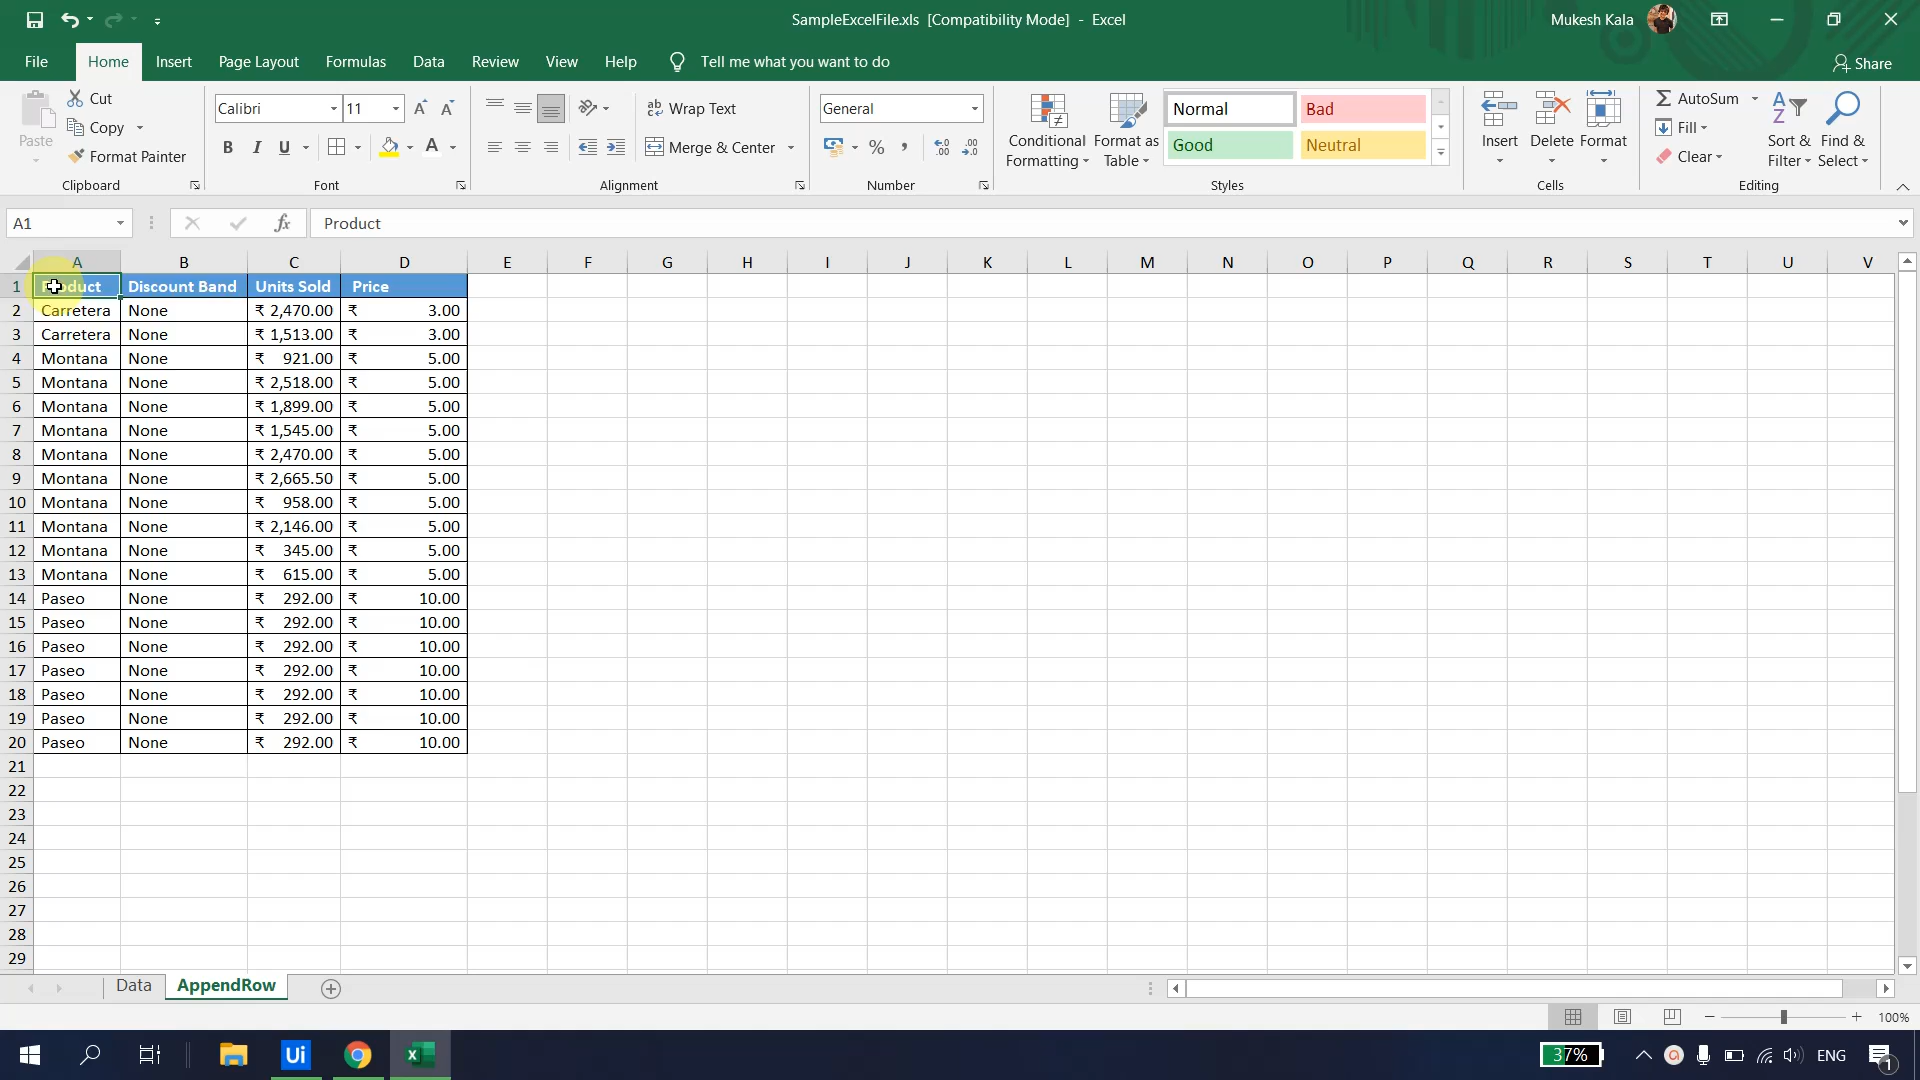 SampleExcelFile.xls [Compatibility Mode] - Excel
Mukesh Kala
File Home Insert Page Layout Formulas Data Review View Help Tell me what you want to do
Share
Paste
Cut
Copy
Format Painter
Clipboard
Calibri 11
B I U
Font
Wrap Text
Merge & Center
Alignment
General
%
Number
Conditional Formatting
Format as Table
Normal Bad
Good Neutral
Styles
Insert Delete Format
Cells
AutoSum
Fill
Clear
Sort & Filter
Find & Select
Editing
A1 fx Product
A B C D E F G H I J K L M N O P Q R S T U V
1 Product Discount Band Units Sold Price
2 Carretera None ₹ 2,470.00 ₹ 3.00
3 Carretera None ₹ 1,513.00 ₹ 3.00
4 Montana None ₹ 921.00 ₹ 5.00
5 Montana None ₹ 2,518.00 ₹ 5.00
6 Montana None ₹ 1,899.00 ₹ 5.00
7 Montana None ₹ 1,545.00 ₹ 5.00
8 Montana None ₹ 2,470.00 ₹ 5.00
9 Montana None ₹ 2,665.50 ₹ 5.00
10 Montana None ₹ 958.00 ₹ 5.00
11 Montana None ₹ 2,146.00 ₹ 5.00
12 Montana None ₹ 345.00 ₹ 5.00
13 Montana None ₹ 615.00 ₹ 5.00
14 Paseo None ₹ 292.00 ₹ 10.00
15 Paseo None ₹ 292.00 ₹ 10.00
16 Paseo None ₹ 292.00 ₹ 10.00
17 Paseo None ₹ 292.00 ₹ 10.00
18 Paseo None ₹ 292.00 ₹ 10.00
19 Paseo None ₹ 292.00 ₹ 10.00
20 Paseo None ₹ 292.00 ₹ 10.00
21
22
23
24
25
26
27
28
29
Data AppendRow
100%
Ui
37%
ENG
1